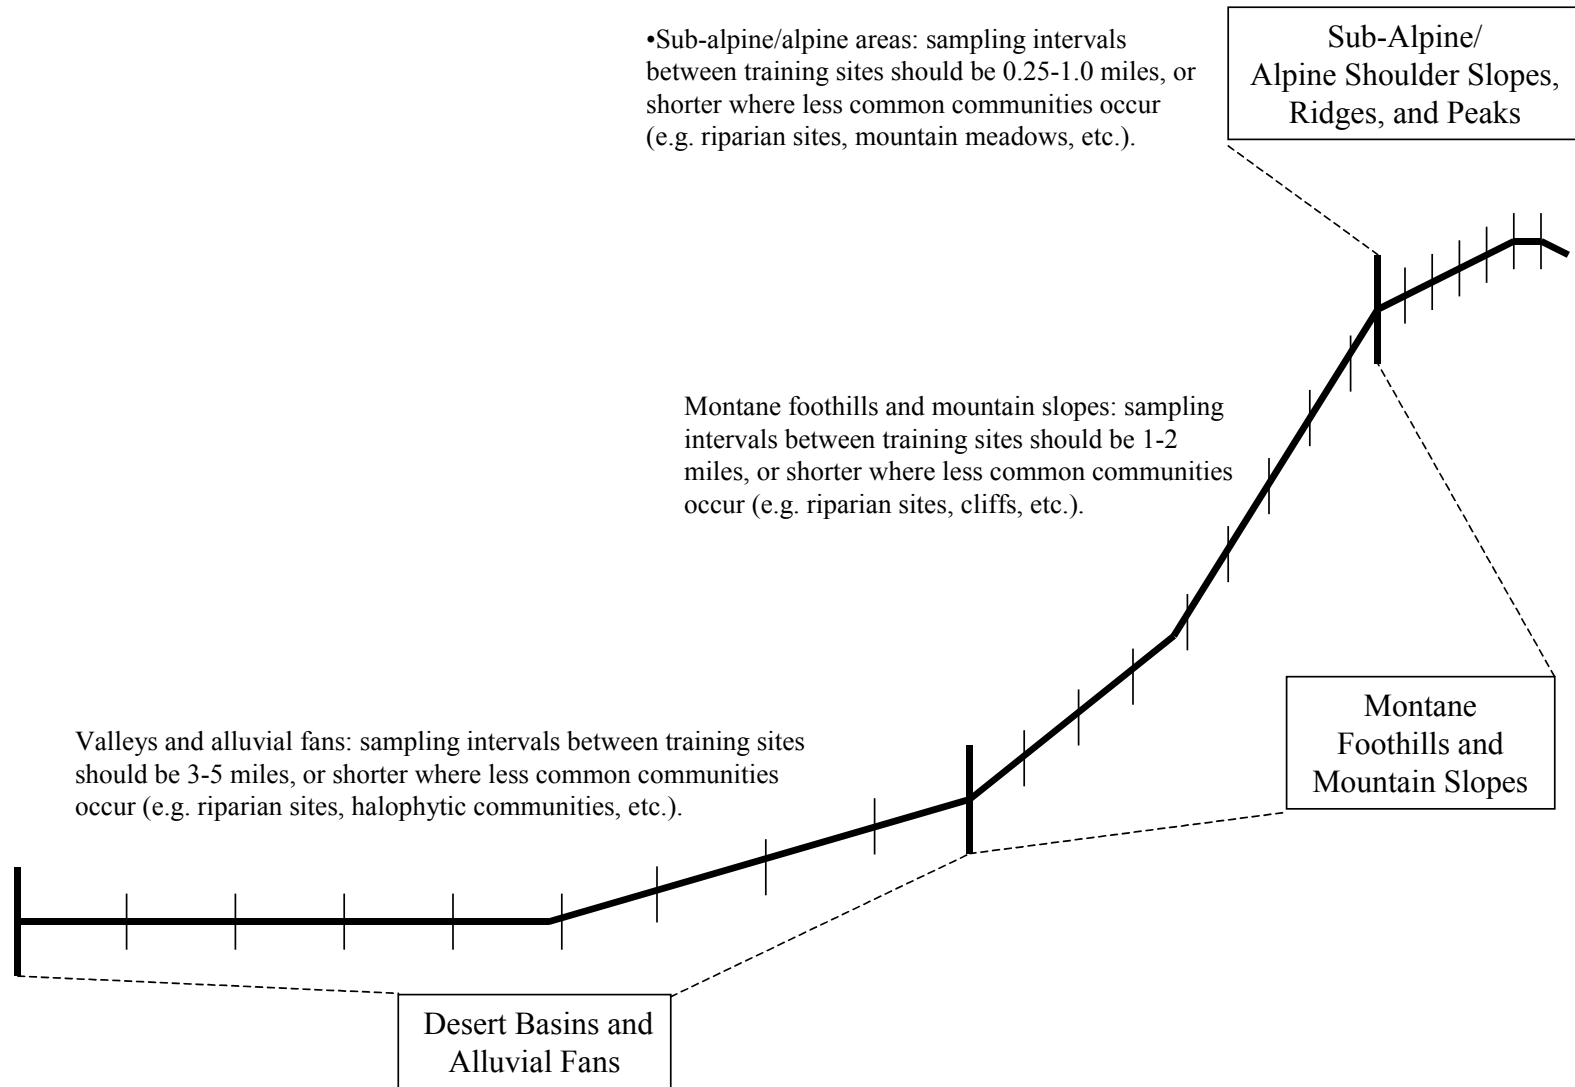 •Sub-alpine/alpine areas: sampling intervals
between training sites should be 0.25-1.0 miles, or
shorter where less common communities occur
(e.g. riparian sites, mountain meadows, etc.).
Sub-Alpine/
Alpine Shoulder Slopes,
Ridges, and Peaks
Montane foothills and mountain slopes: sampling
intervals between training sites should be 1-2
miles, or shorter where less common communities
occur (e.g. riparian sites, cliffs, etc.).
Montane
Foothills and
Mountain Slopes
Valleys and alluvial fans: sampling intervals between training sites
should be 3-5 miles, or shorter where less common communities
occur (e.g. riparian sites, halophytic communities, etc.).
Desert Basins and
Alluvial Fans